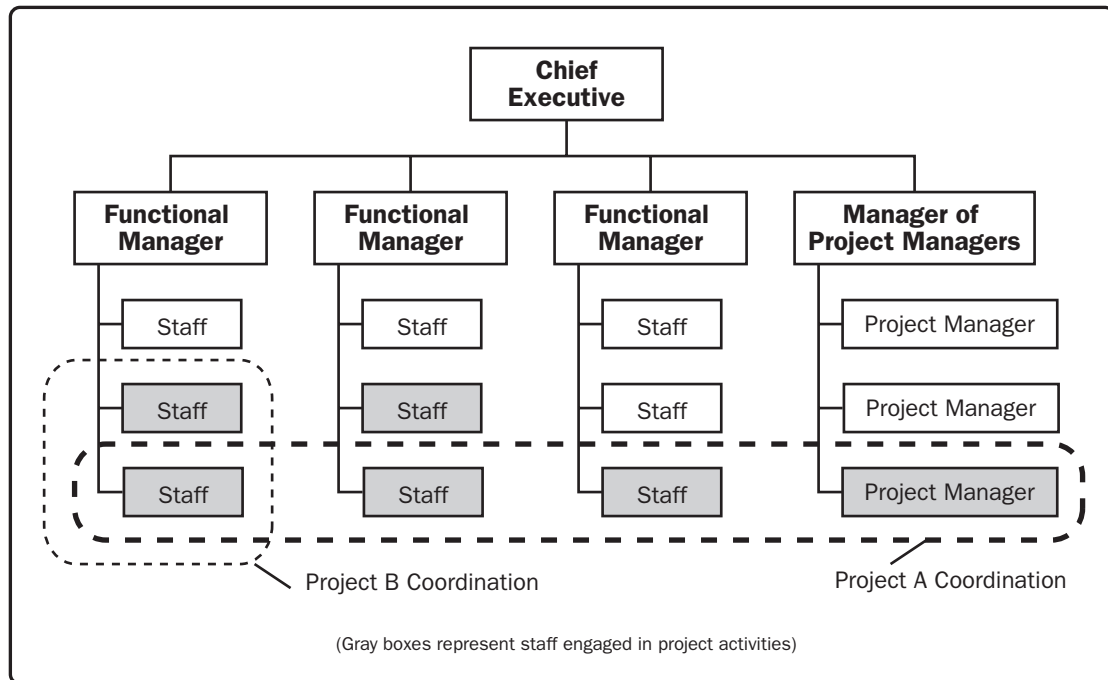 Chief
Executive
Functional
Manager
Functional
Manager
Functional
Manager
Manager of
Project Managers
Staff
Staff
Staff
Project Manager
Staff
Staff
Staff
Project Manager
Staff
Staff
Staff
Project Manager
Project B Coordination
Project A Coordination
(Gray boxes represent staff engaged in project activities)